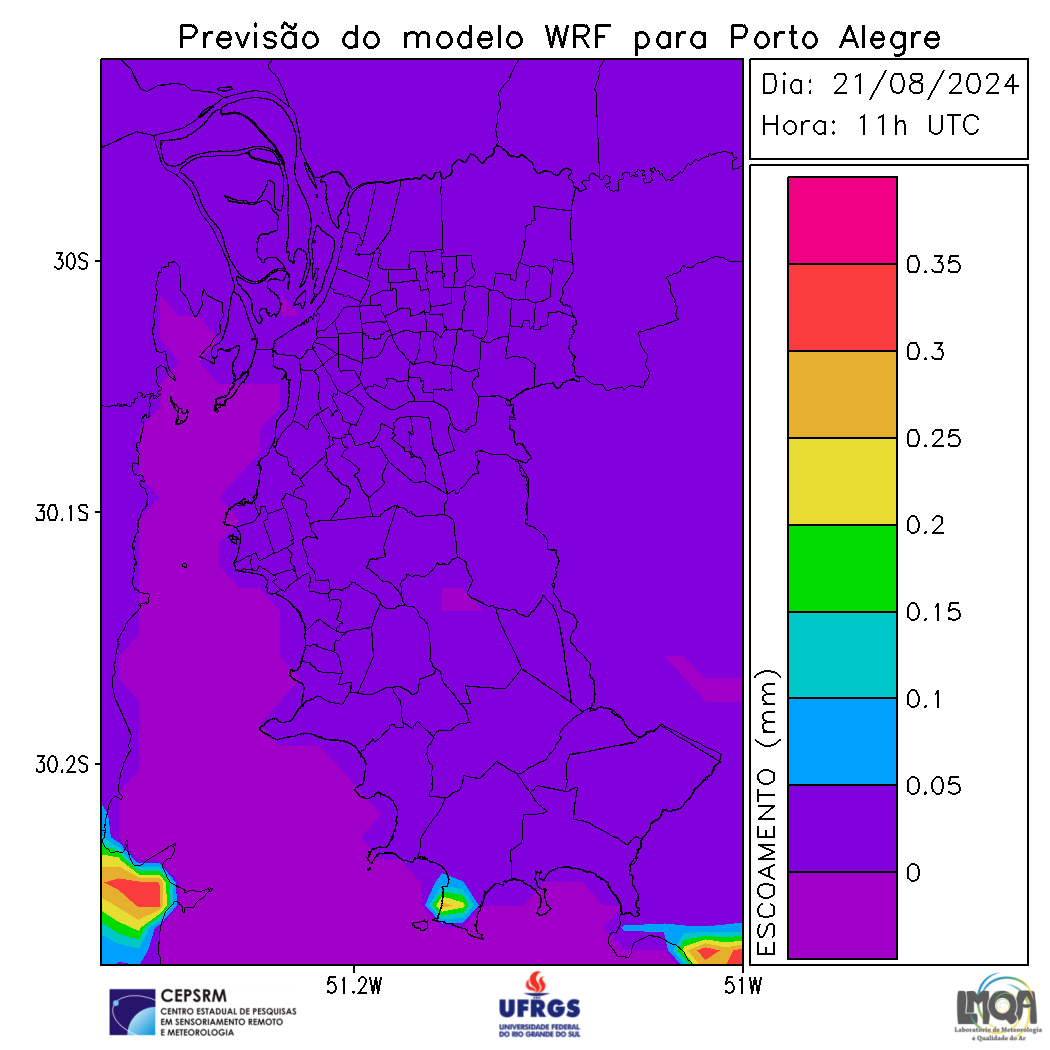 Previsão do modelo WRF para Porto Alegre
Dia: 21/08/2024
Hora: 11h UTC
30S
30.1S
30.2S
51.2W
51W
0.35
0.3
0.25
0.2
0.15
0.1
0.05
0
ESCOAMENTO (mm)
CEPSRM
CENTRO ESTADUAL DE PESQUISAS
EM SENSORIAMENTO REMOTO
E METEOROLOGIA
UFRGS
UNIVERSIDADE FEDERAL
DO RIO GRANDE DO SUL
LMQA
Laboratório de Meteorologia
e Qualidade do Ar